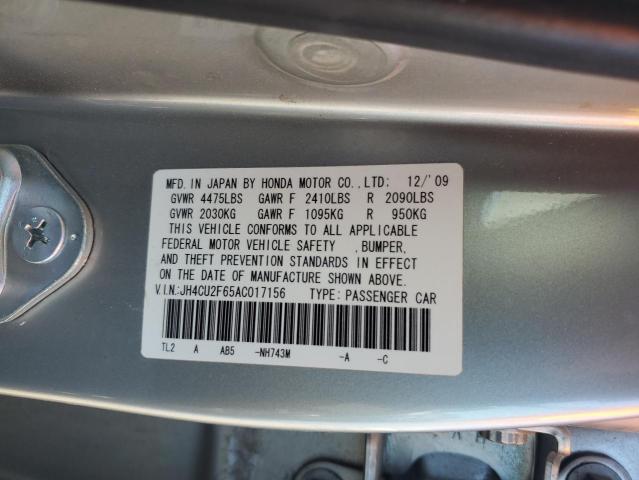 MFD. IN JAPAN BY HONDA MOTOR CO.,LTD: 12/'09
GVWR 4475LBS GAWR F 2410LBS R 2090LBS
GVWR 2030KG GAWR F 1095KG R 950KG
THIS VEHICLE CONFORMS TO ALL APPLICABLE
FEDERAL MOTOR VEHICLE SAFETY ,BUMPER,
AND THEFT PREVENTION STANDARDS IN EFFECT
ON THE DATE OF MANUFACTURE SHOWN ABOVE.
V.IN.:JH4CU2F65AC017156 TYPE: PASSENGER CAR
TL2 A AB5 -NH743M -A -C